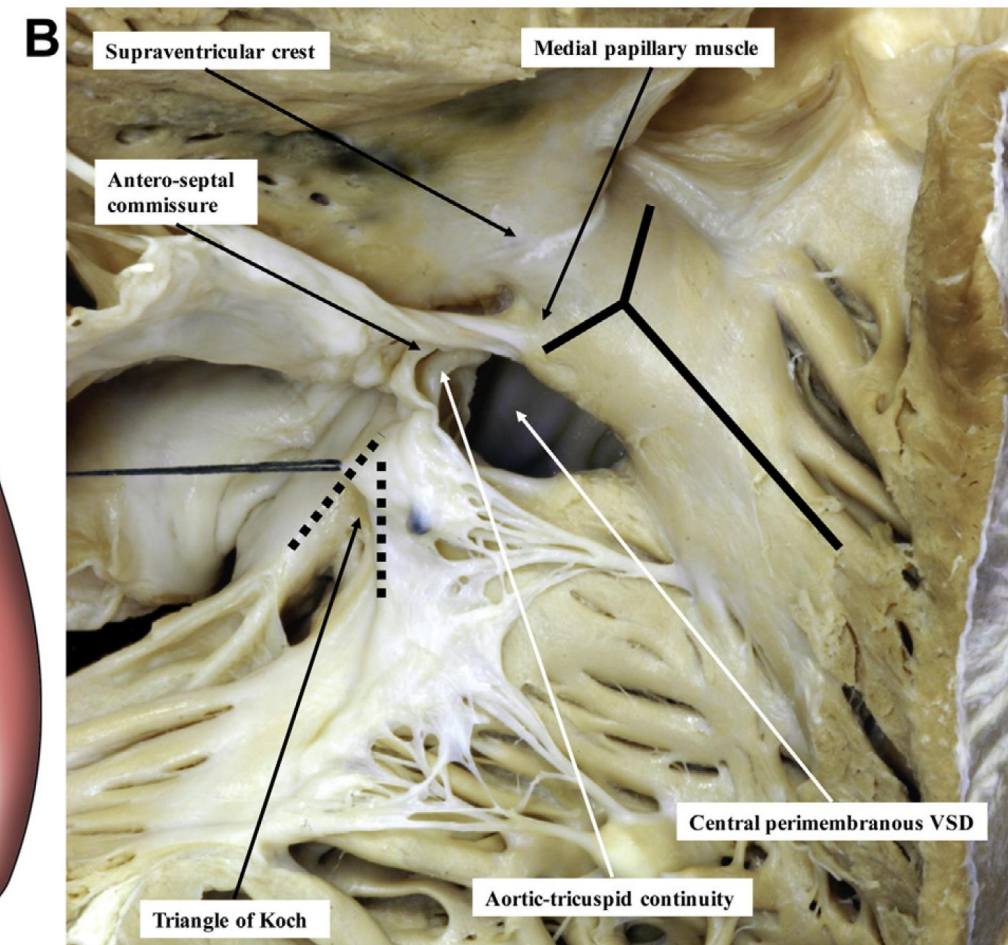 B
Supraventricular crest
Medial papillary muscle
Antero-septal
commissure
Central perimembranous VSD
Aortic-tricuspid continuity
Triangle of Koch